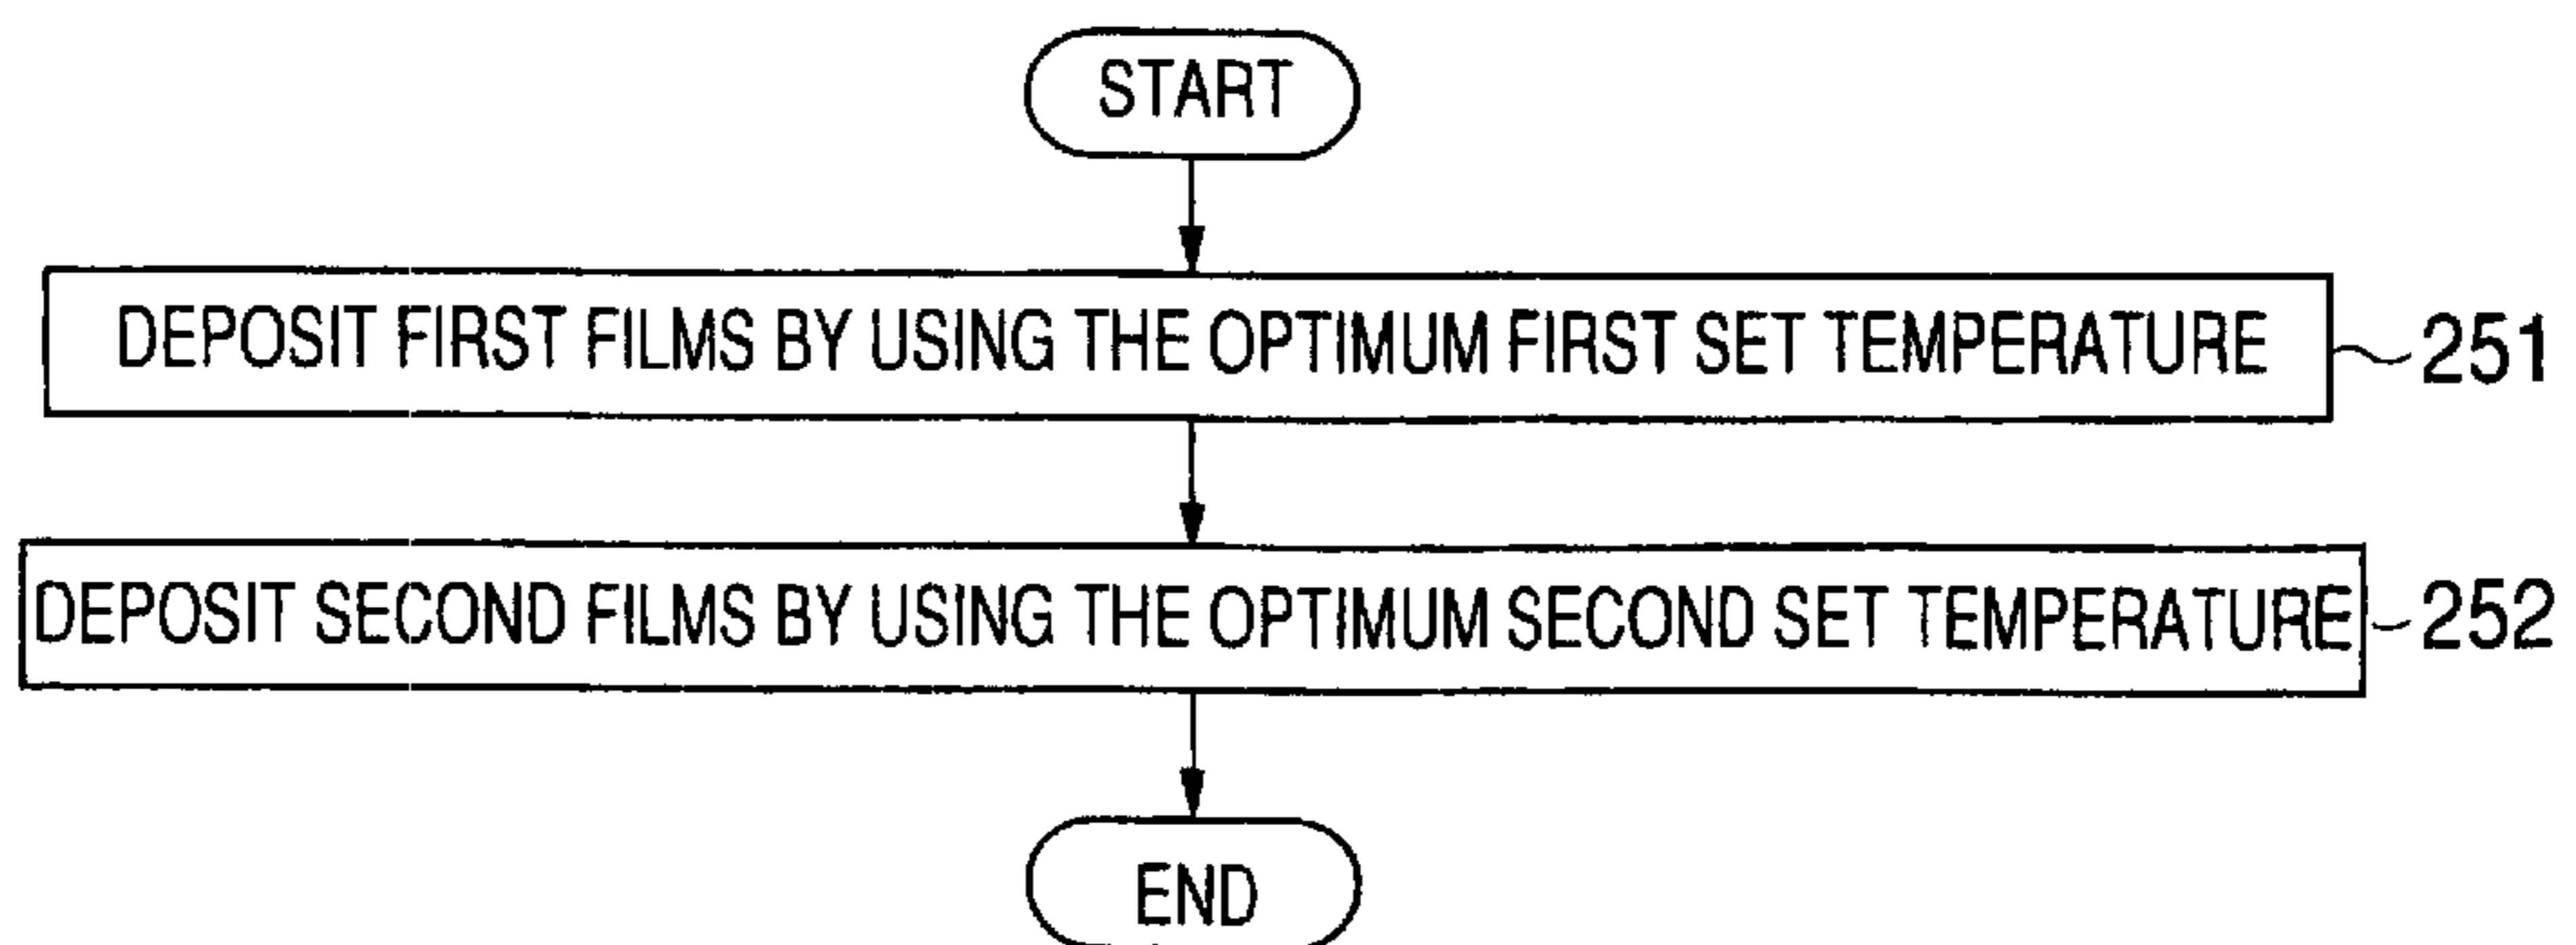 START
DEPOSIT FIRST FILMS BY USING THE OPTIMUM FIRST SET TEMPERATURE
251
DEPOSIT SECOND FILMS BY USING THE OPTIMUM SECOND SET TEMPERATURE
252
END